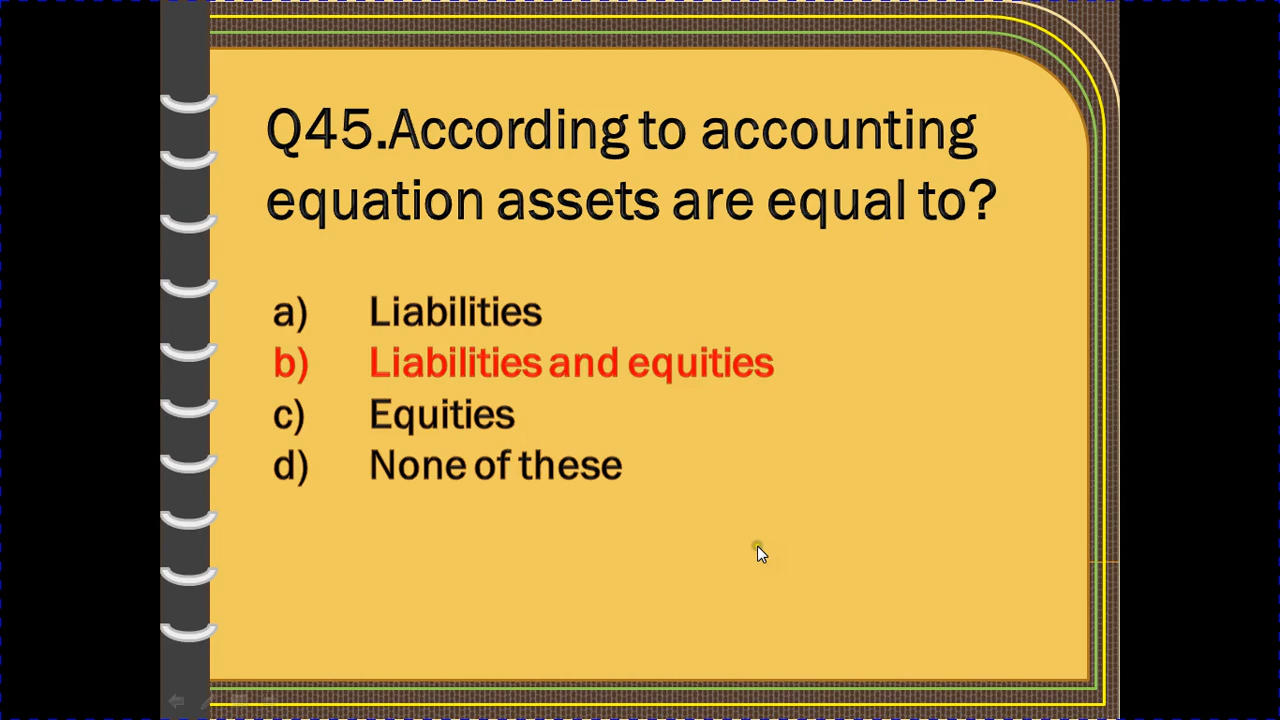 Q45.According to accounting
equation assets are equal to?
a) Liabilities
b) Liabilities and equities
c) Equities
d) None of these